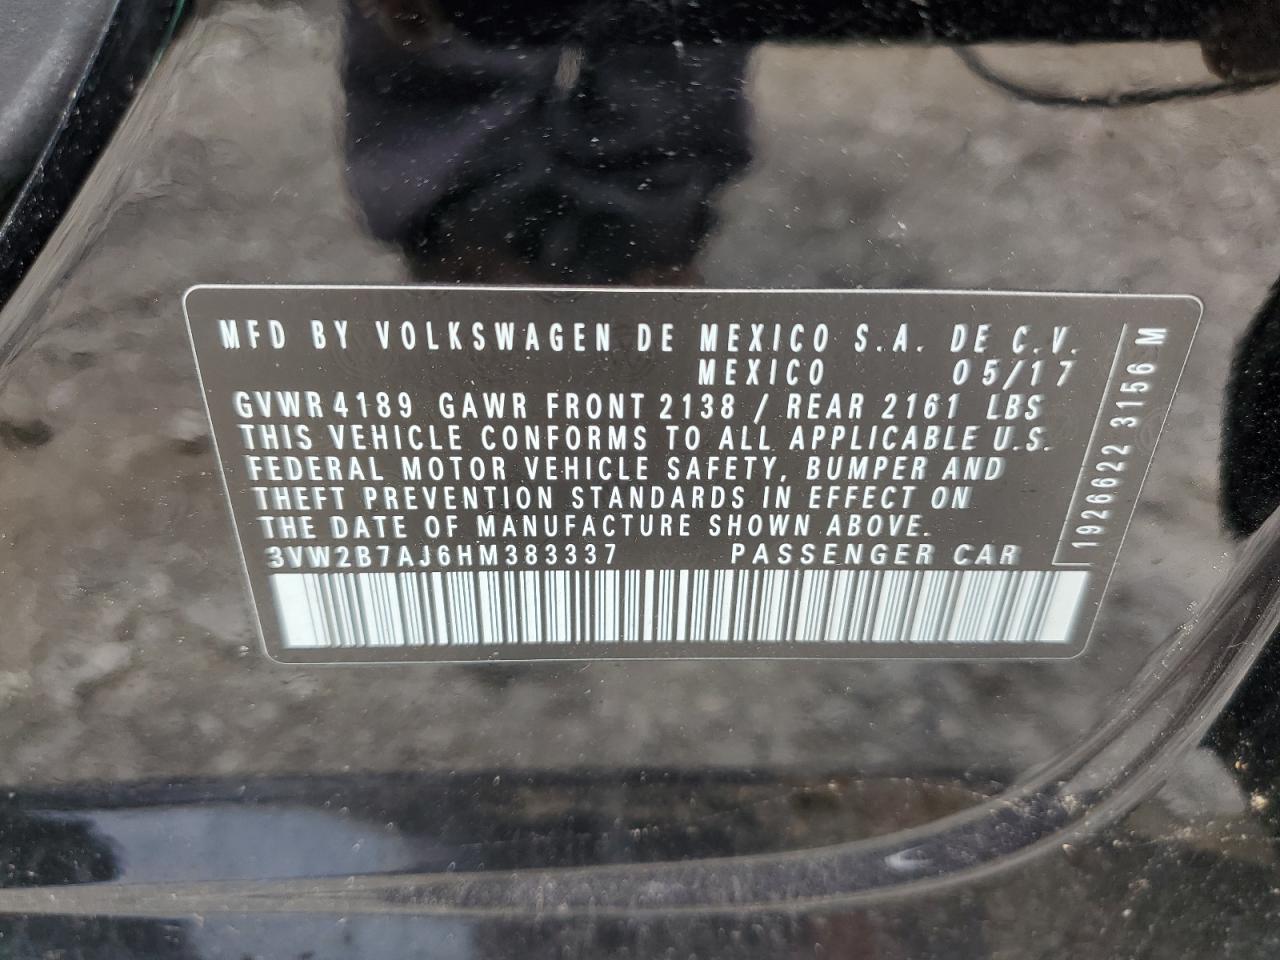 MFD BY VOLKSWAGEN DE MEXICO S.A. DE C.V.
MEXICO 05/17
GVWR 4189 GAWR FRONT 2138 / REAR 2161 LBS
THIS VEHICLE CONFORMS TO ALL APPLICABLE U.S.
FEDERAL MOTOR VEHICLE SAFETY, BUMPER AND
THEFT PREVENTION STANDARDS IN EFFECT ON
THE DATE OF MANUFACTURE SHOWN ABOVE.
3VW2B7AJ6HM383337 PASSENGER CAR
1926622 3156 M